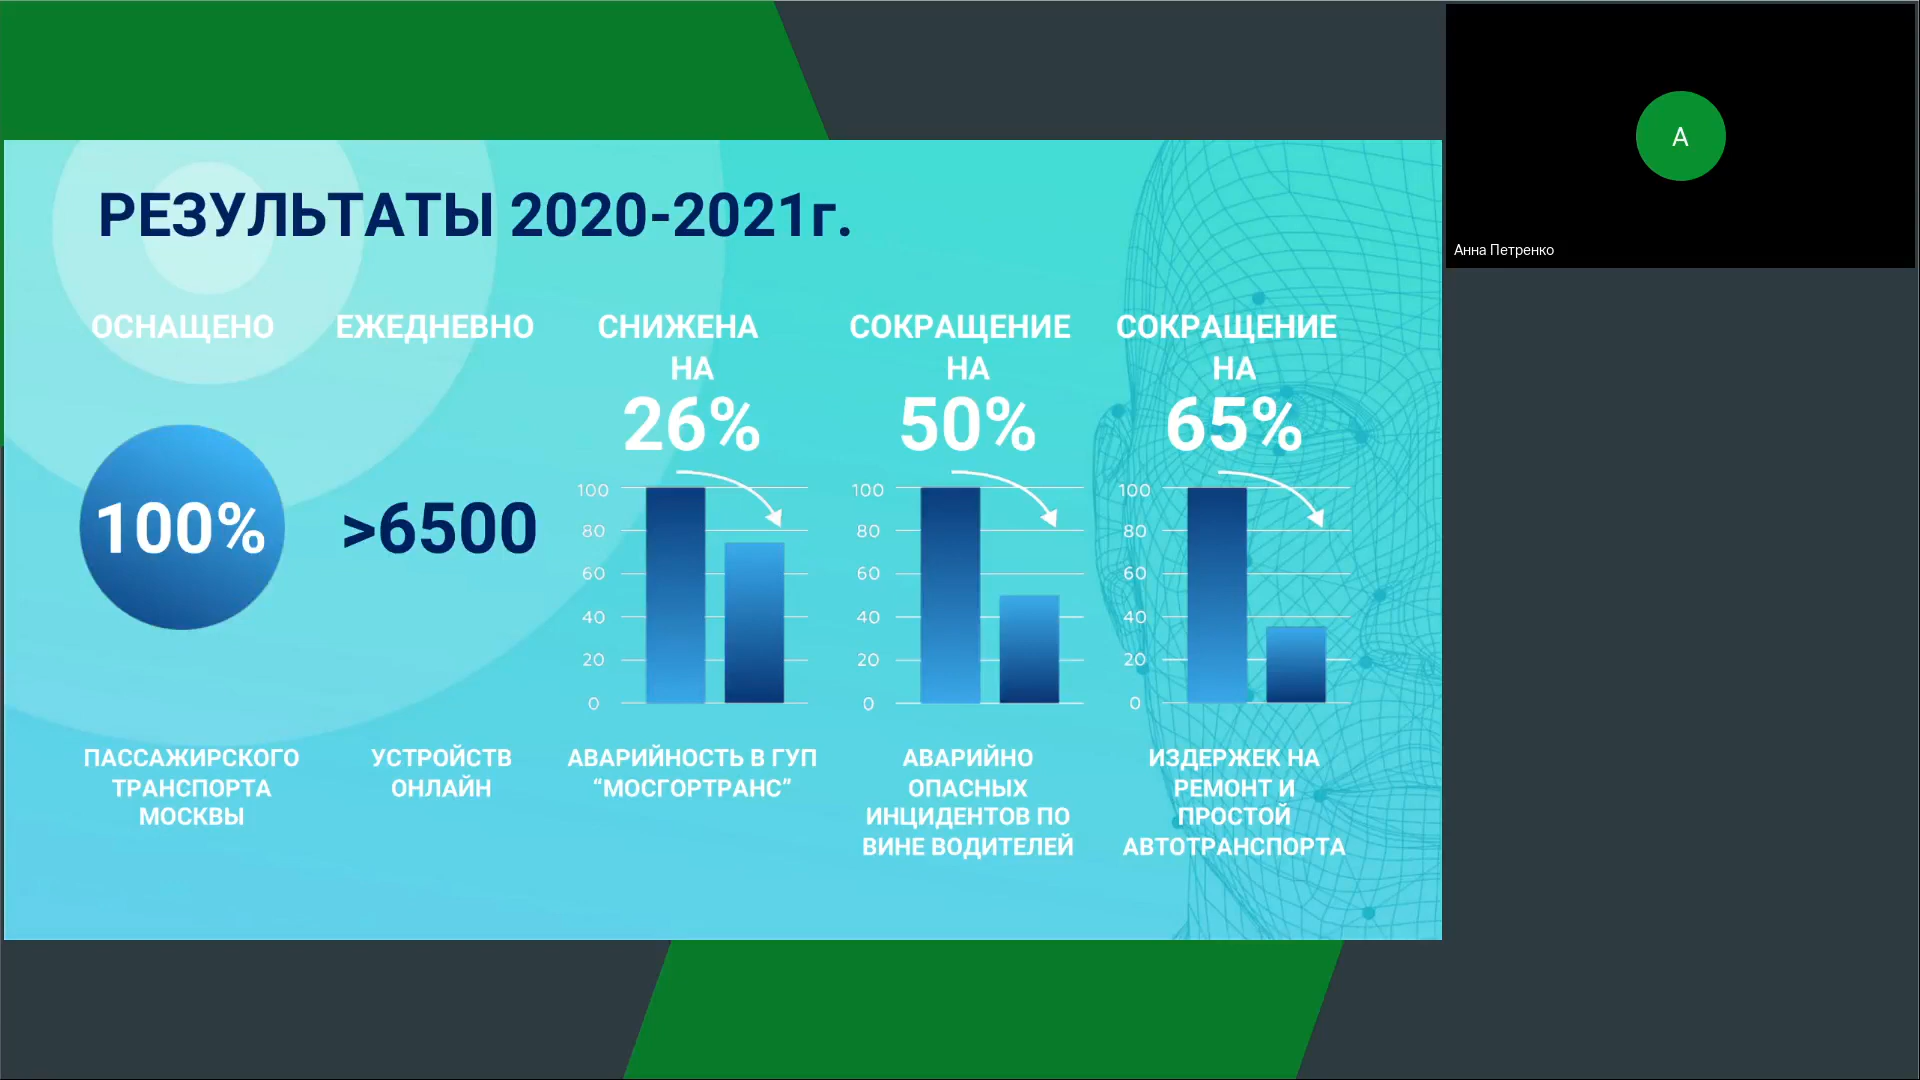 РЕЗУЛЬТАТЫ 2020-2021г.
ОСНАЩЕНО
100%
ПАССАЖИРСКОГО
ТРАНСПОРТА
МОСКВЫ
ЕЖЕДНЕВНО
>6500
УСТРОЙСТВ
ОНЛАЙН
СНИЖЕНА
НА
26%
100
80
60
40
20
0
АВАРИЙНОСТЬ В ГУП
“МОСГОРТРАНС”
СОКРАЩЕНИЕ
НА
50%
100
80
60
40
20
0
АВАРИЙНО
ОПАСНЫХ
ИНЦИДЕНТОВ ПО
ВИНЕ ВОДИТЕЛЕЙ
СОКРАЩЕНИЕ
НА
65%
100
80
60
40
20
0
ИЗДЕРЖЕК НА
РЕМОНТ И
ПРОСТОЙ
АВТОТРАНСПОРТА
А
Анна Петренко